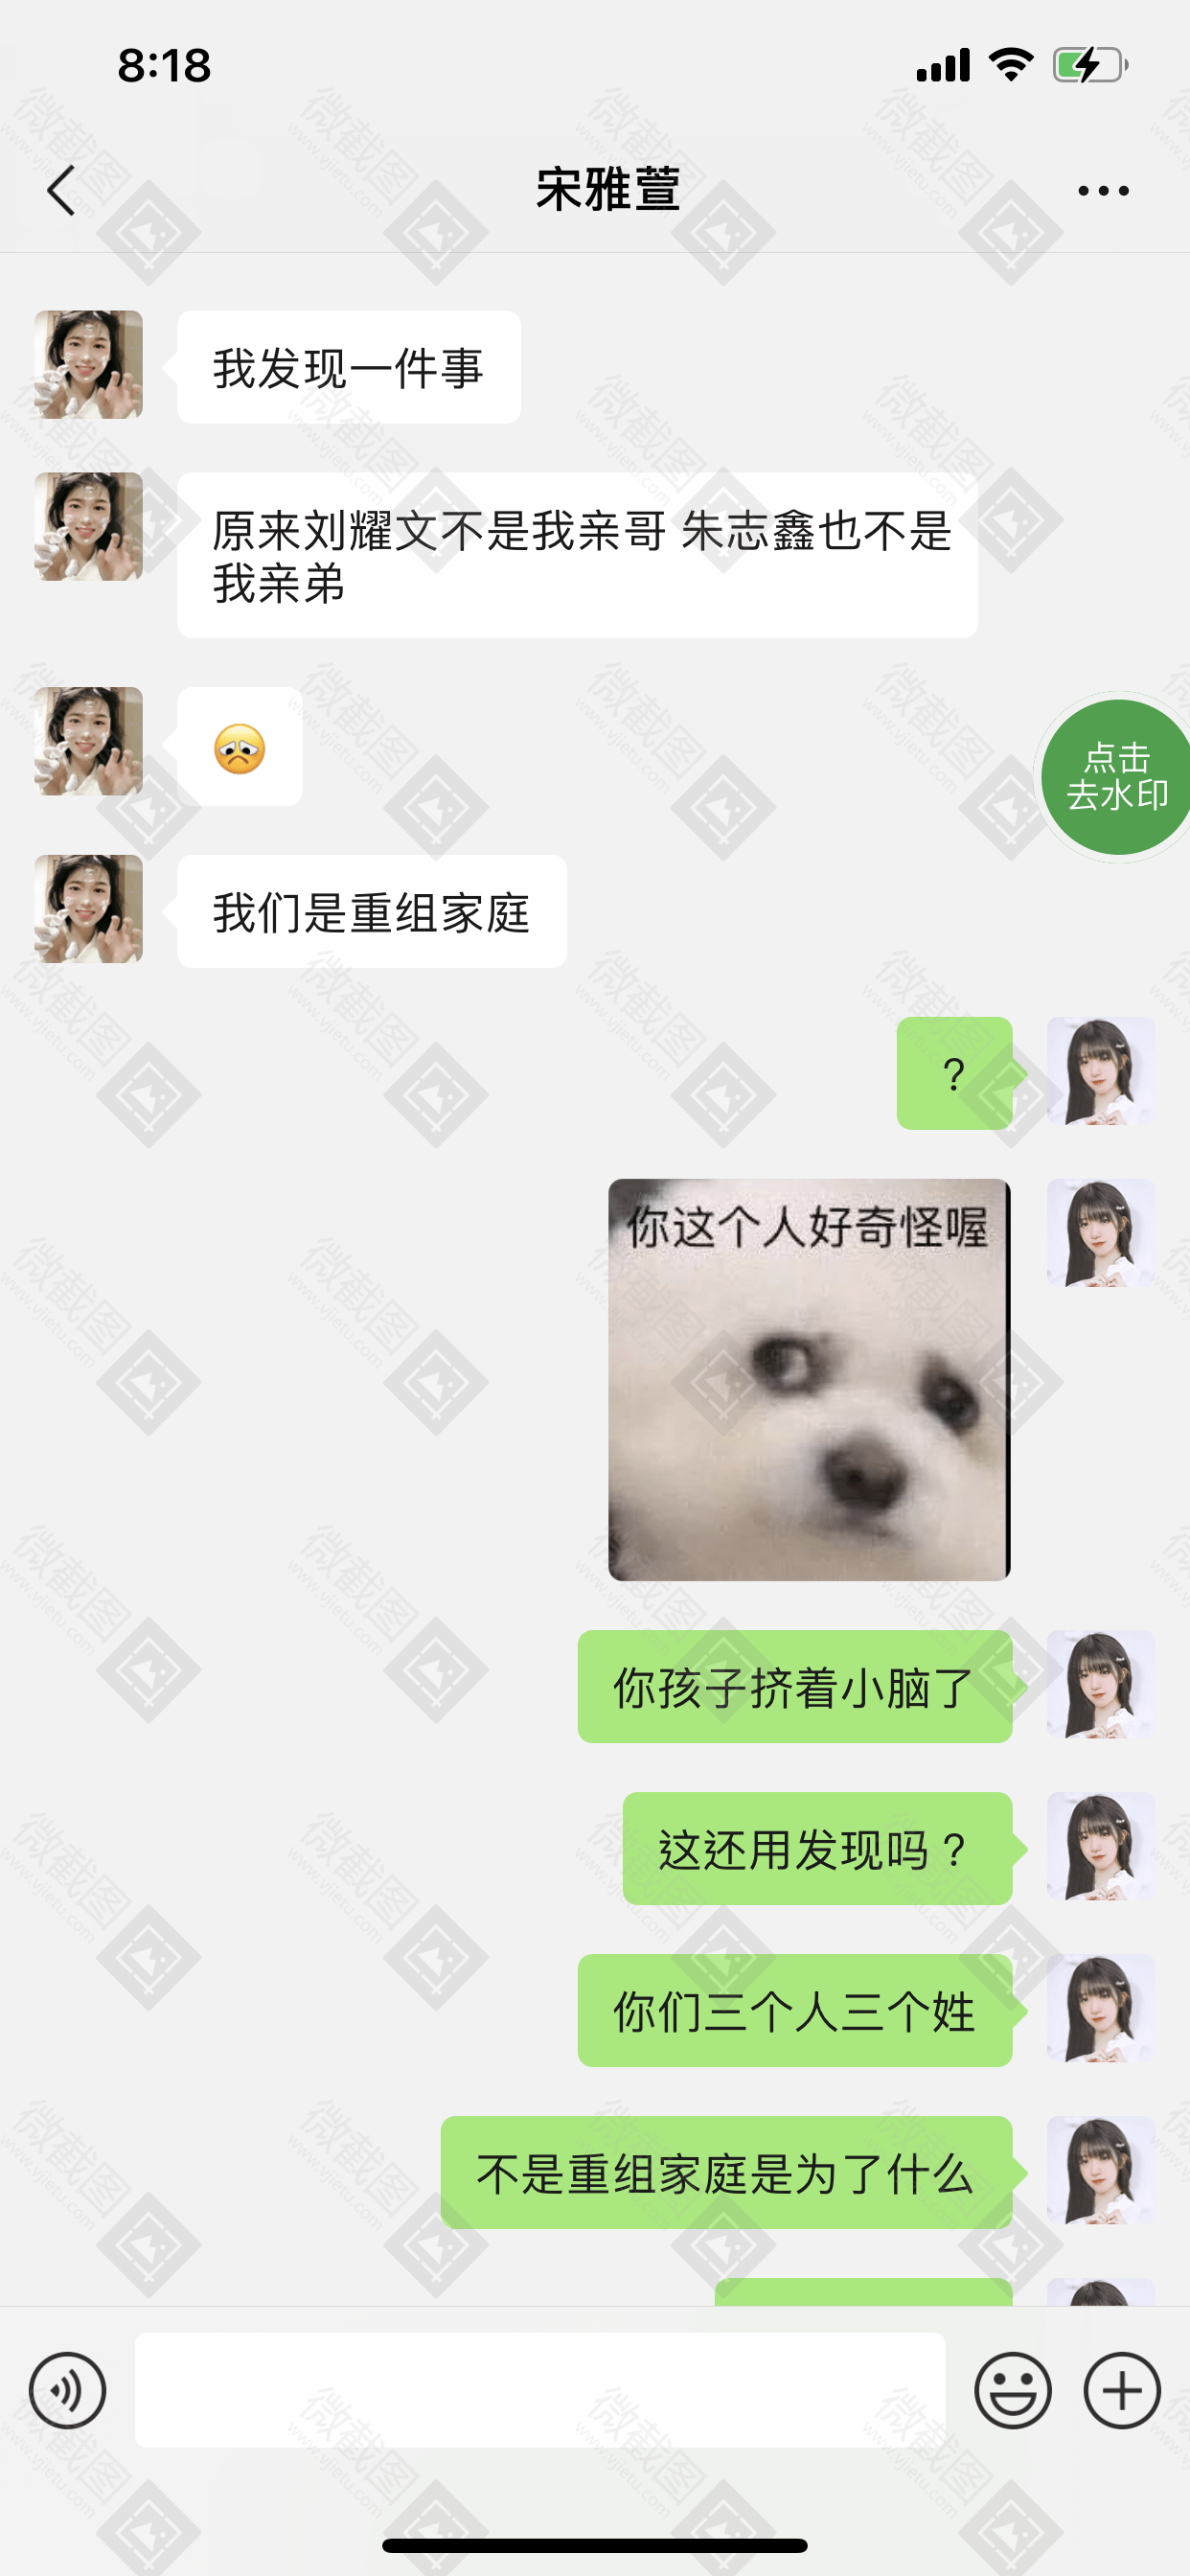 8:18
宋雅萱
我发现一件事
原来刘耀文不是我亲哥 朱志鑫也不是
我亲弟
😞
点击
去水印
我们是重组家庭
?
你这个人好奇怪喔
你孩子挤着小脑了
这还用发现吗?
你们三个人三个姓
不是重组家庭是为了什么
微截图
www.vjietu.com